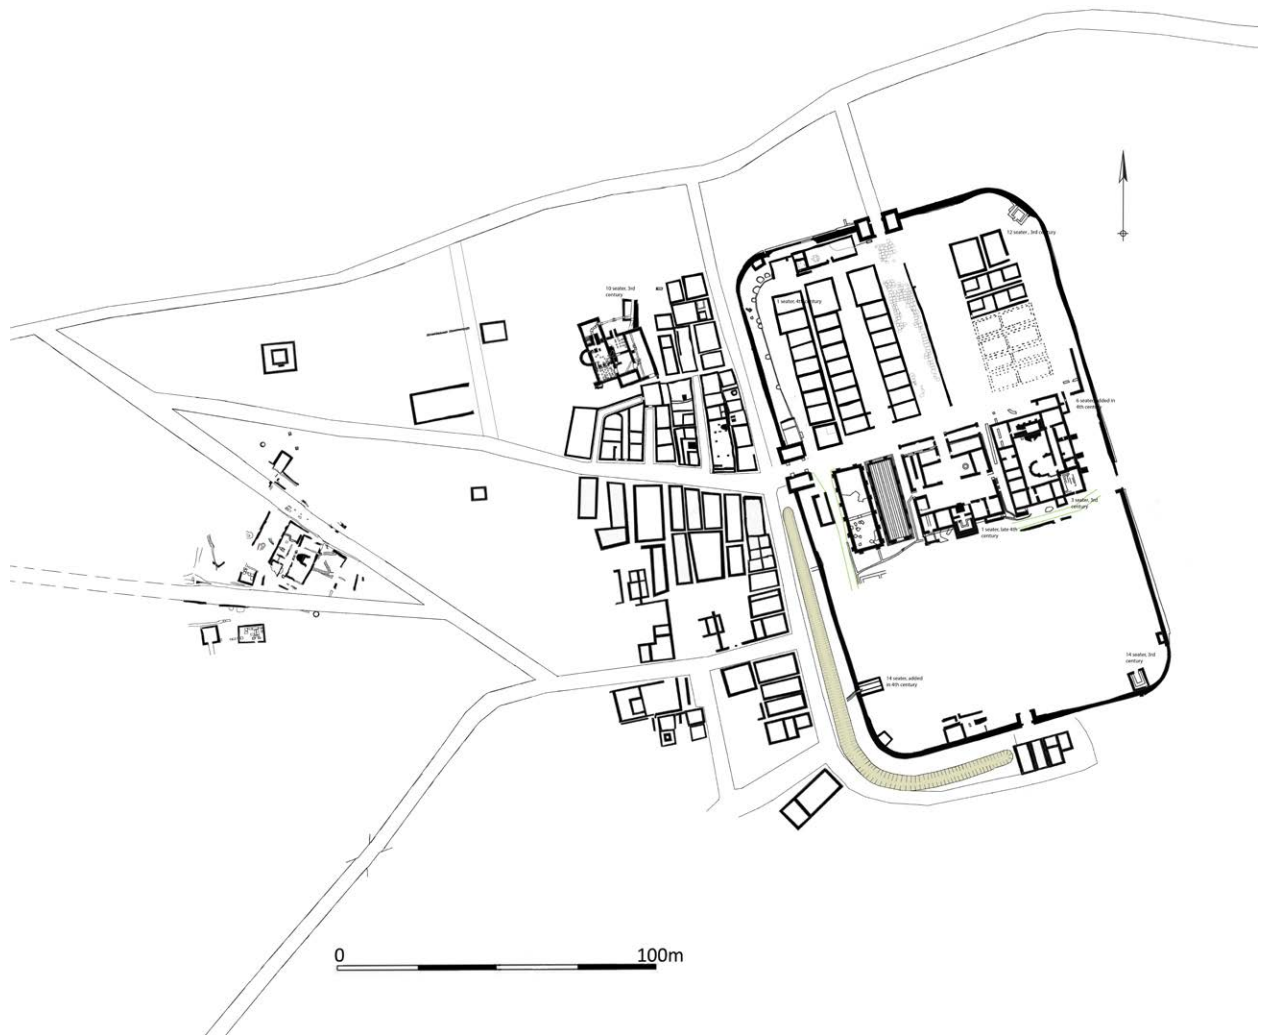 12 seater, 3rd century
10 seater, 3rd
century
1 seater, 4th century
6 seater, added in
4th century
3 seater, 3rd
century
1 seater, late 4th
century
14 seater, 3rd
century
14 seater, added
in 4th century
0
100m